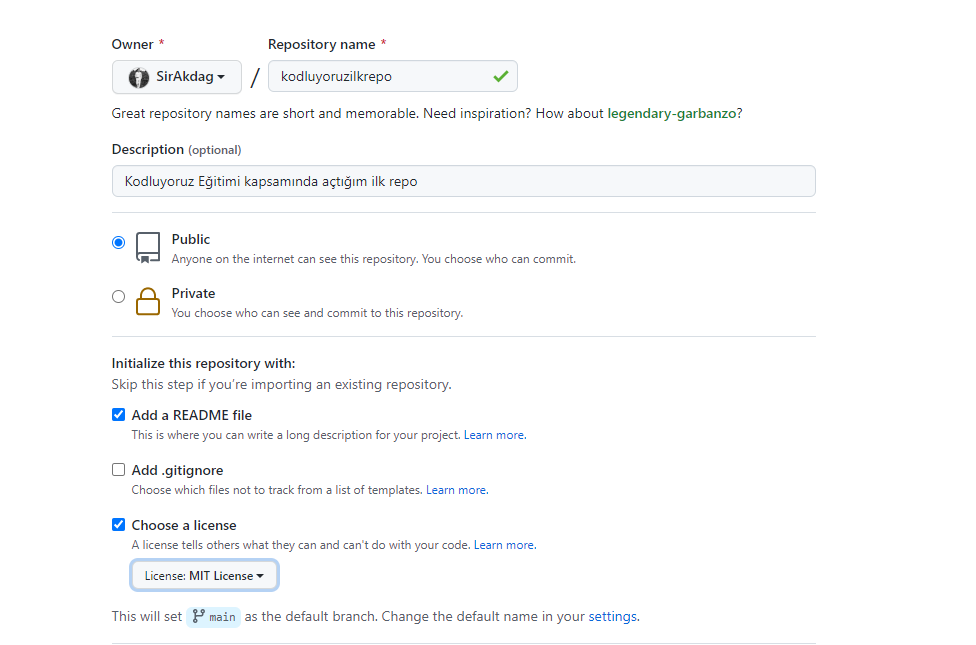 Owner * Repository name *
SirAkdag / kodluyoruzilkrepo
Great repository names are short and memorable. Need inspiration? How about legendary-garbanzo?
Description (optional)
Kodluyoruz Eğitimi kapsamında açtığım ilk repo
Public
Anyone on the internet can see this repository. You choose who can commit.
Private
You choose who can see and commit to this repository.
Initialize this repository with:
Skip this step if you’re importing an existing repository.
Add a README file
This is where you can write a long description for your project. Learn more.
Add .gitignore
Choose which files not to track from a list of templates. Learn more.
Choose a license
A license tells others what they can and can't do with your code. Learn more.
License: MIT License
This will set main as the default branch. Change the default name in your settings.